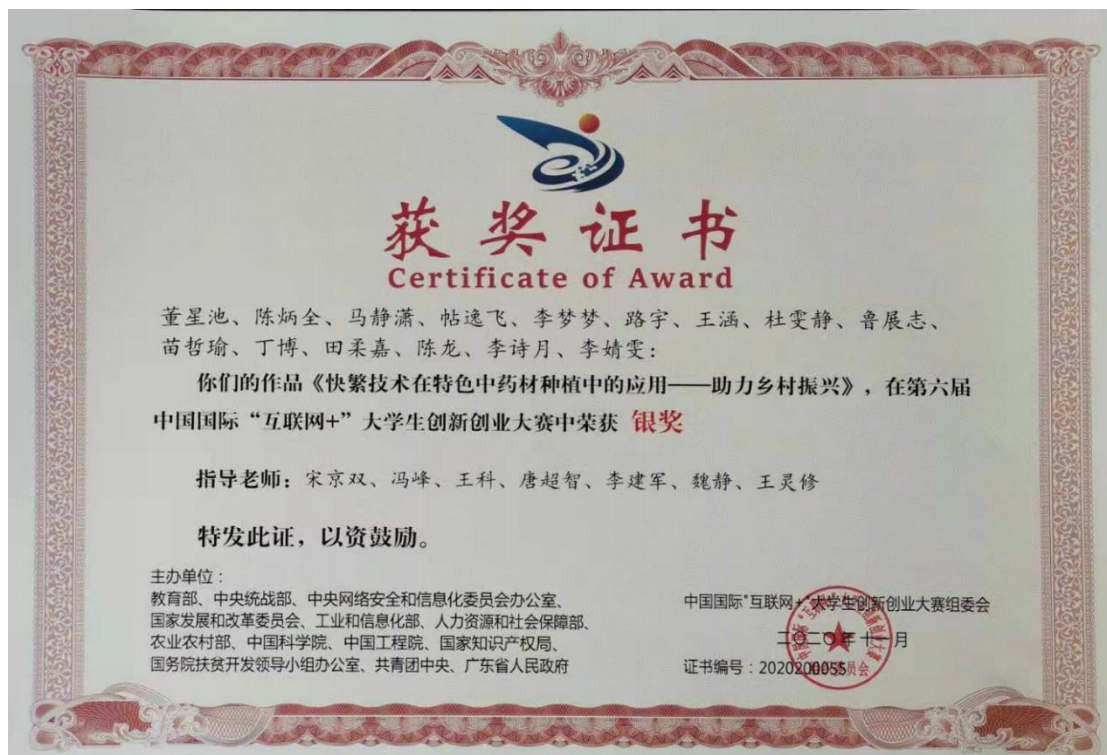 获奖证书
Certificate of Award
董星池、陈炳全、马静潇、帖逸飞、李梦梦、路宇、王涵、杜雯静、鲁展志、
苗哲瑜、丁博、田柔嘉、陈龙、李诗月、李婧雯：
你们的作品《快繁技术在特色中药材种植中的应用——助力乡村振兴》，在第六届
中国国际“互联网+”大学生创新创业大赛中荣获 银奖
指导老师：宋京双、冯峰、王科、唐超智、李建军、魏静、王灵修
特发此证，以资鼓励。
主办单位：
教育部、中央统战部、中央网络安全和信息化委员会办公室、
国家发展和改革委员会、工业和信息化部、人力资源和社会保障部、
农业农村部、中国科学院、中国工程院、国家知识产权局、
国务院扶贫开发领导小组办公室、共青团中央、广东省人民政府
中国国际"互联网+"大学生创新创业大赛组委会
二〇二〇年十一月
证书编号：2020200055